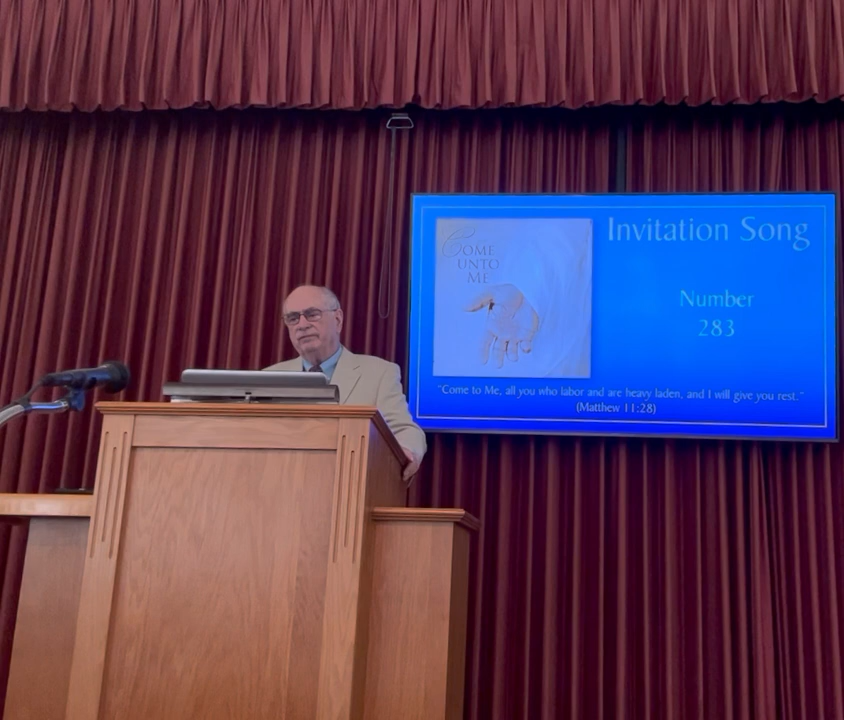 COME
UNTO
ME
Invitation Song
Number
283
"Come to Me, all you who labor and are heavy laden, and I will give you rest."
(Matthew 11:28)